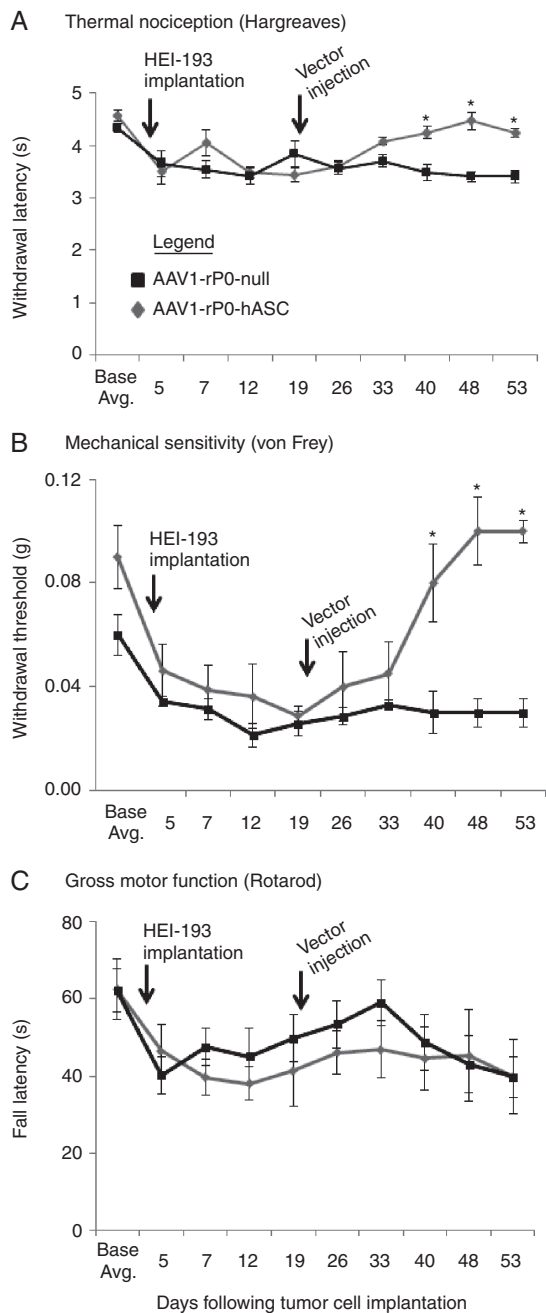 A Thermal nociception (Hargreaves)
HEI-193
implantation
Vector
injection
5
4
3
2
1
0
Withdrawal latency (s)
* * *
Legend
AAV1-rP0-null
AAV1-rP0-hASC
Base
Avg. 5 7 12 19 26 33 40 48 53
B Mechanical sensitivity (von Frey)
0.12
0.08
0.04
0.00
Withdrawal threshold (g)
HEI-193
implantation
Vector
injection
* * *
Base
Avg. 5 7 12 19 26 33 40 48 53
C Gross motor function (Rotarod)
80
60
40
20
0
Fall latency (s)
HEI-193
implantation
Vector
injection
Base
Avg. 5 7 12 19 26 33 40 48 53
Days following tumor cell implantation